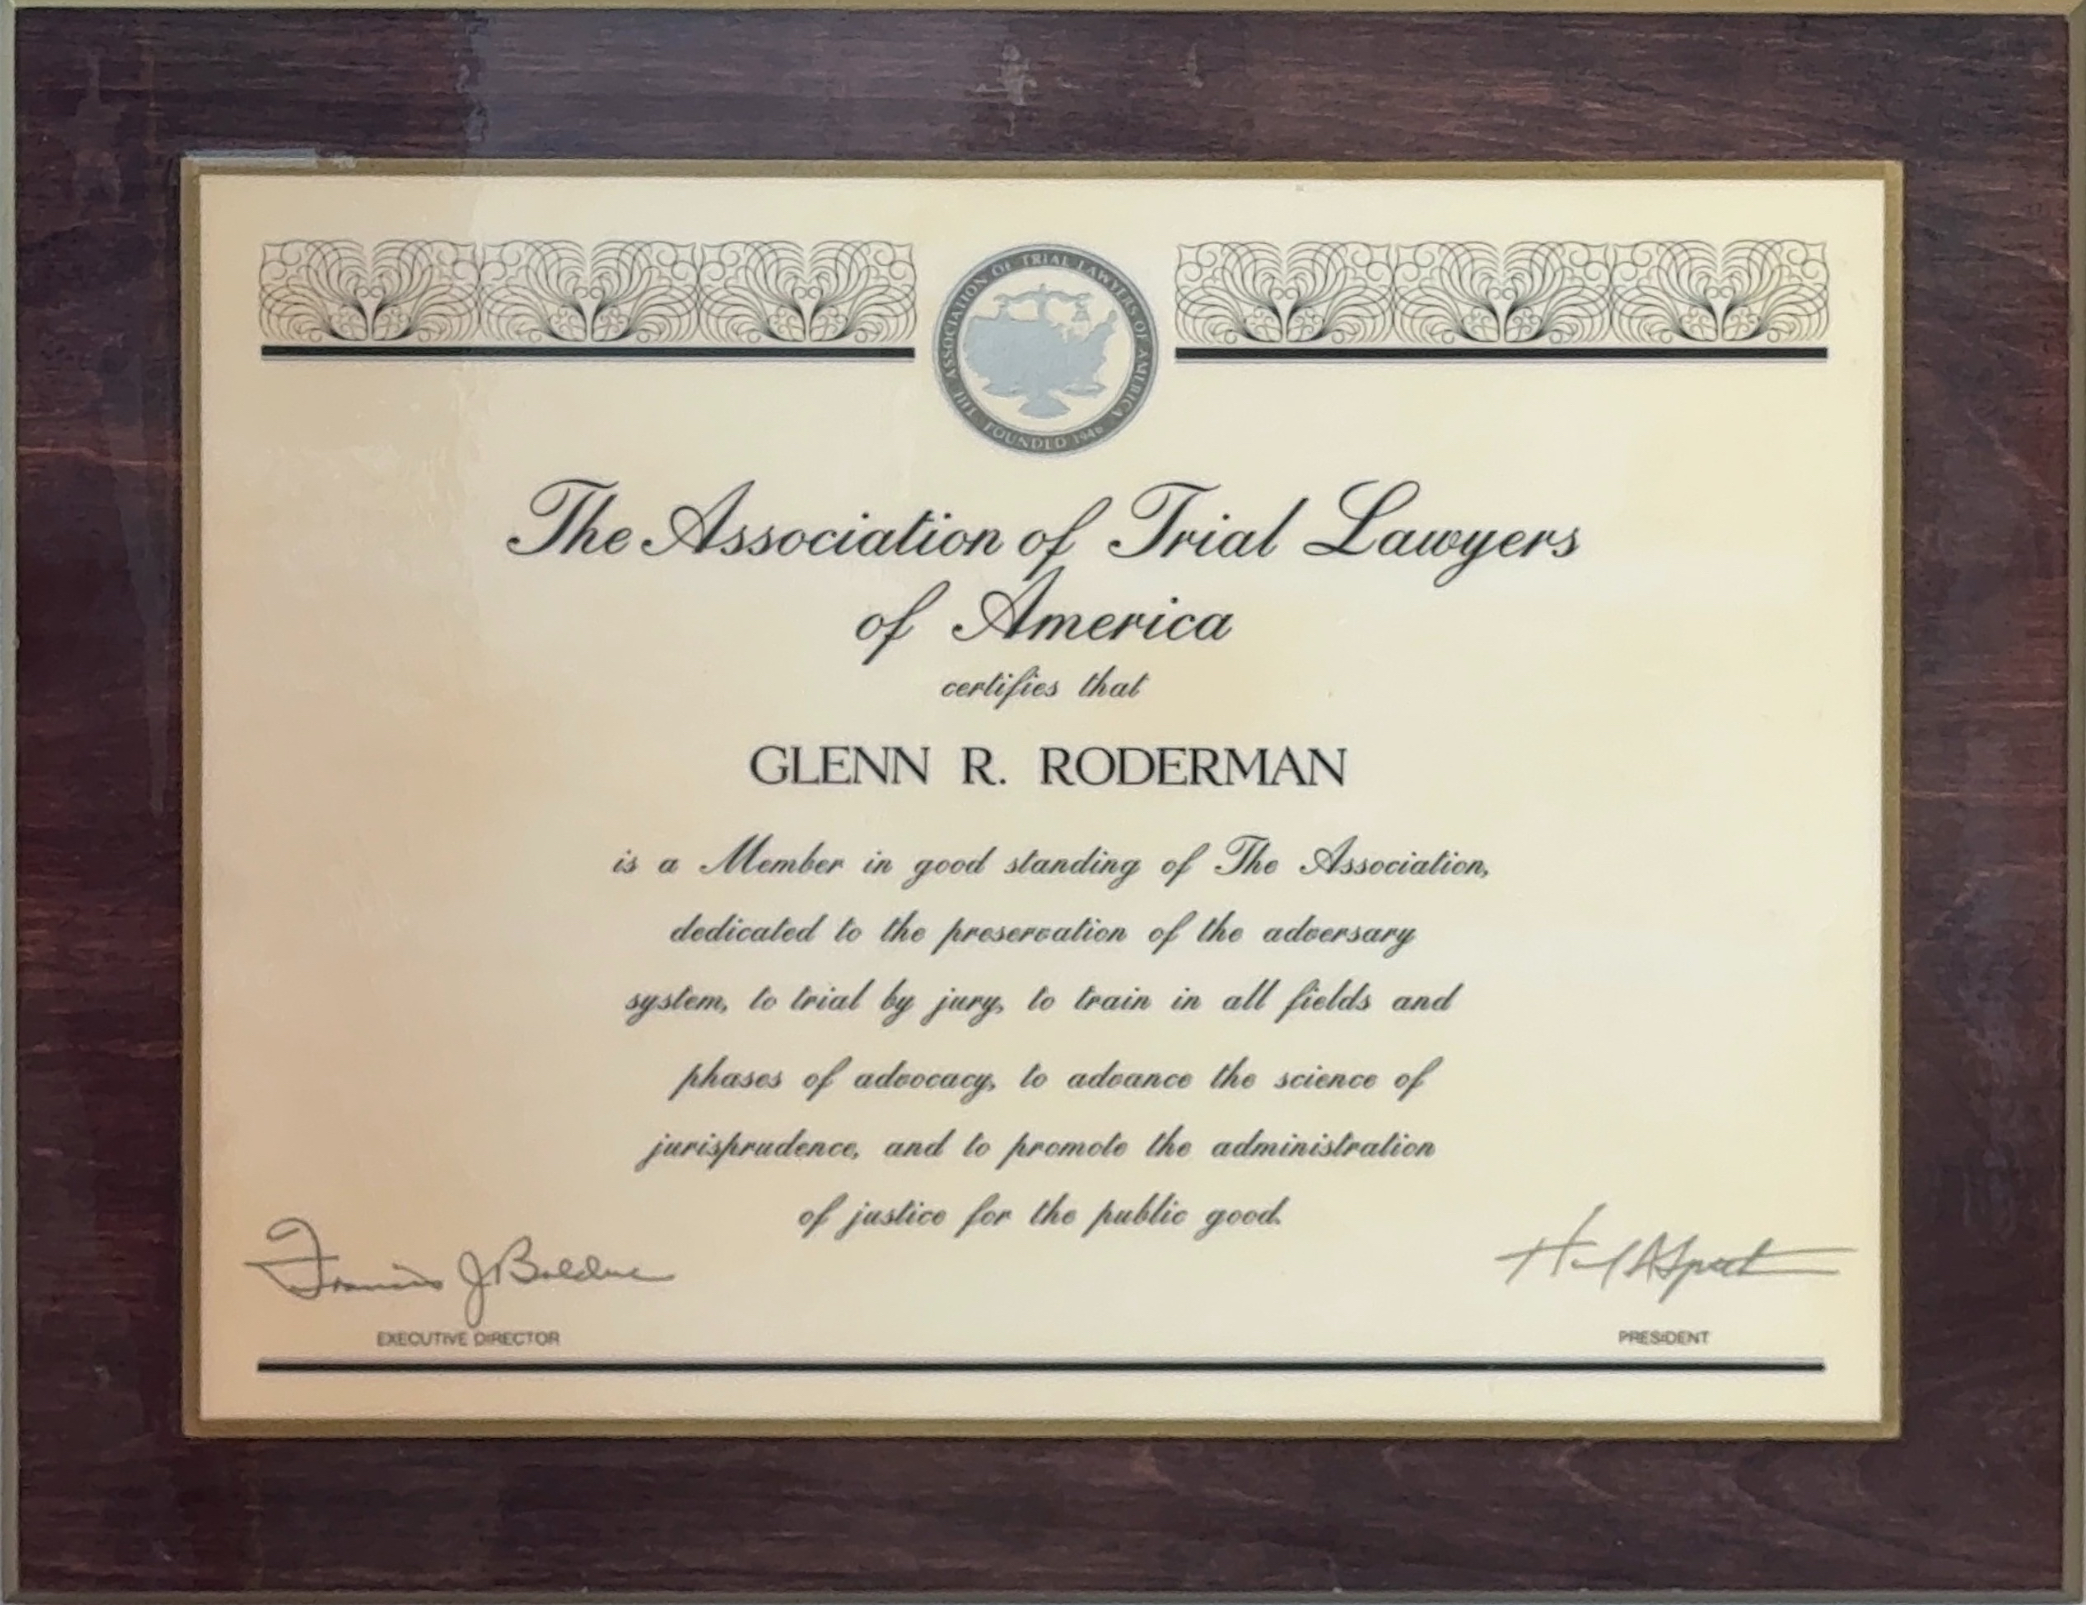 THE ASSOCIATION OF TRIAL LAWYERS OF AMERICA
FOUNDED 1946
The Association of Trial Lawyers
of America
certifies that
GLENN R. RODERMAN
is a Member in good standing of The Association,
dedicated to the preservation of the adversary
system, to trial by jury, to train in all fields and
phases of advocacy, to advance the science of
jurisprudence, and to promote the administration
of justice for the public good.
Francis J Bolduc
EXECUTIVE DIRECTOR
PRESIDENT